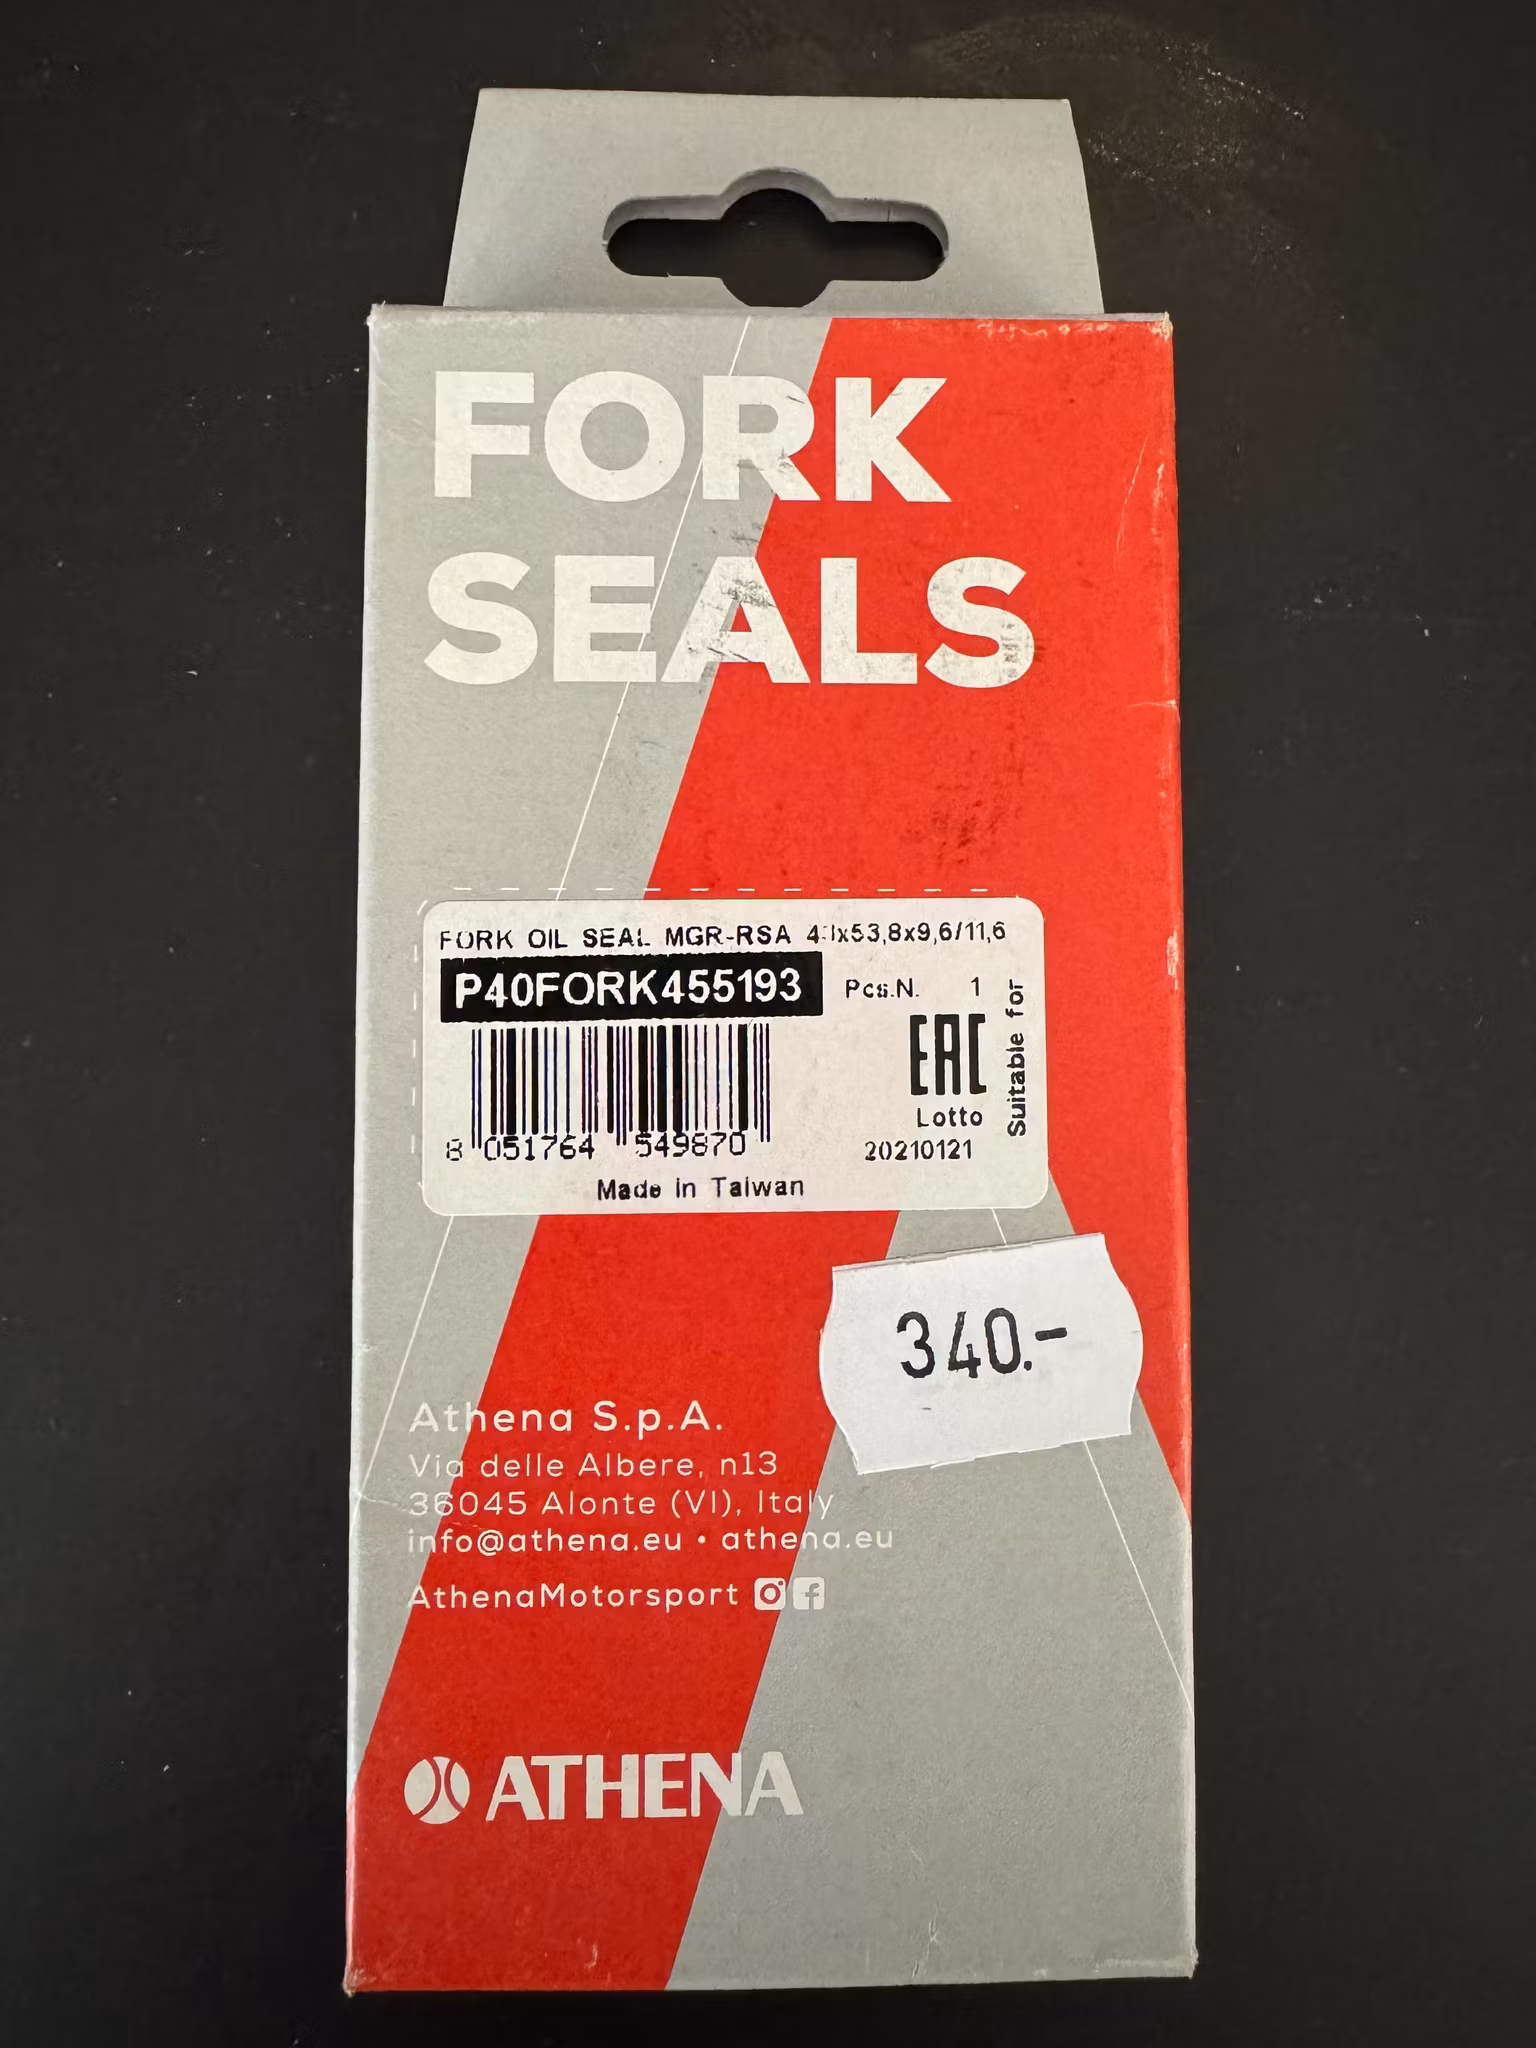 FORK
SEALS
FORK OIL SEAL MGR-RSA
P40FORK455193
Pcs.N. 1
EAC
Suitable for
Lotto
20210121
8 051764 549870
Made in Taiwan
340.-
Athena S.p.A.
Via delle Albere, n13
36045 Alonte (VI), Italy
info@athena.eu • athena.eu
AthenaMotorsport
ATHENA